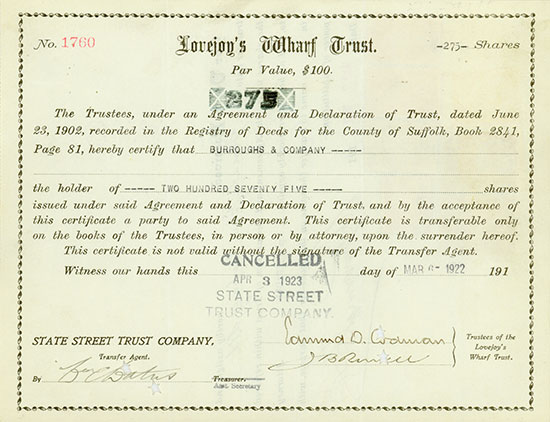 No. 1760 Lovejoy's Wharf Trust. -275- Shares
Par Value, $100.
275
The Trustees, under an Agreement and Declaration of Trust, dated June
23, 1902, recorded in the Registry of Deeds for the County of Suffolk, Book 2841,
Page 81, hereby certify that BURROUGHS & COMPANY -----
the holder of ----- TWO HUNDRED SEVENTY FIVE ----- shares
issued under said Agreement and Declaration of Trust, and by the acceptance of
this certificate a party to said Agreement. This certificate is transferable only
on the books of the Trustees, in person or by attorney, upon the surrender hereof.
This certificate is not valid without the signature of the Transfer Agent.
Witness our hands this day of MAR 1922 191
CANCELLED
APR 3 1923
STATE STREET
TRUST COMPANY.
STATE STREET TRUST COMPANY,
Transfer Agent.
By
Treasurer.
Asst. Secretary
Edmund D. Codman
Trustees of the
Lovejoy's
Wharf Trust.